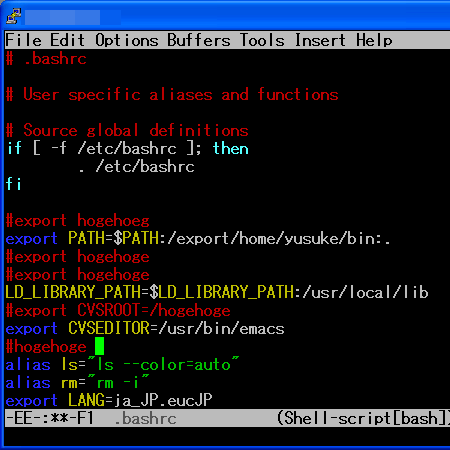 File Edit Options Buffers Tools Insert Help
# .bashrc
# User specific aliases and functions
# Source global definitions
if [ -f /etc/bashrc ]; then
        . /etc/bashrc
fi
#export hogehoeg
export PATH=$PATH:/export/home/yusuke/bin:.
#export hogehoge
#export hogehoge
LD_LIBRARY_PATH=$LD_LIBRARY_PATH:/usr/local/lib
#export CVSROOT=/hogehoge
export CVSEDITOR=/usr/bin/emacs
#hogehoge
alias ls="ls --color=auto"
alias rm="rm -i"
export LANG=ja_JP.eucJP
-EE-:**-F1  .bashrc            (Shell-script[bash])